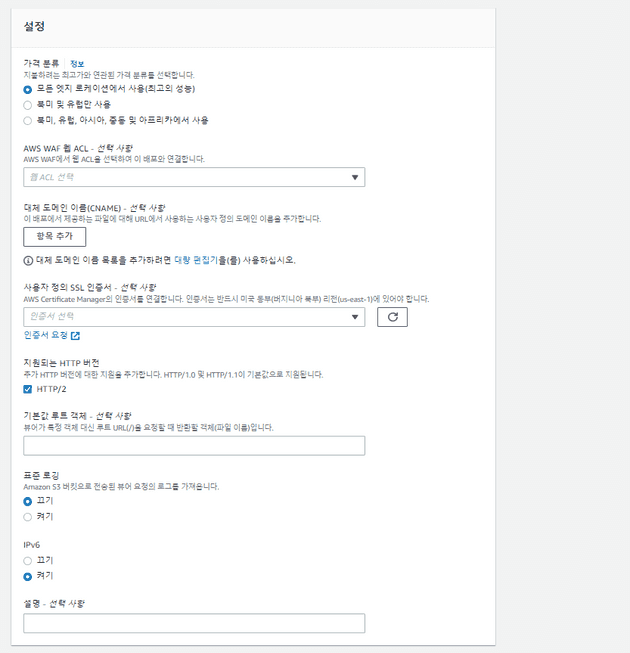 설정
가격 분류 | 정보
지불하려는 최고가와 연관된 가격 분류를 선택합니다.
모든 엣지 로케이션에서 사용(최고의 성능)
북미 및 유럽만 사용
북미, 유럽, 아시아, 중동 및 아프리카에서 사용
AWS WAF 웹 ACL - 선택 사항
AWS WAF에서 웹 ACL을 선택하여 이 배포와 연결합니다.
웹 ACL 선택
대체 도메인 이름(CNAME) - 선택 사항
이 배포에서 제공하는 파일에 대해 URL에서 사용하는 사용자 정의 도메인 이름을 추가합니다.
항목 추가
대체 도메인 이름 목록을 추가하려면 대량 편집기을(를) 사용하십시오.
사용자 정의 SSL 인증서 - 선택 사항
AWS Certificate Manager의 인증서를 연결합니다. 인증서는 반드시 미국 동부(버지니아 북부) 리전(us-east-1)에 있어야 합니다.
인증서 선택
인증서 요청
지원되는 HTTP 버전
추가 HTTP 버전에 대한 지원을 추가합니다. HTTP/1.0 및 HTTP/1.1이 기본값으로 지원됩니다.
HTTP/2
기본값 루트 객체 - 선택 사항
뷰어가 특정 객체 대신 루트 URL(/)을 요청할 때 반환할 객체(파일 이름)입니다.
표준 로깅
Amazon S3 버킷으로 전송된 뷰어 요청의 로그를 가져옵니다.
끄기
켜기
IPv6
끄기
켜기
설명 - 선택 사항